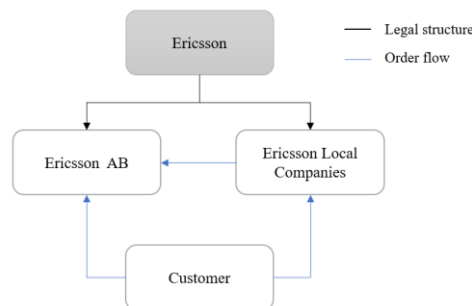 Ericsson
Legal structure
Order flow
Ericsson AB
Ericsson Local
Companies
Customer